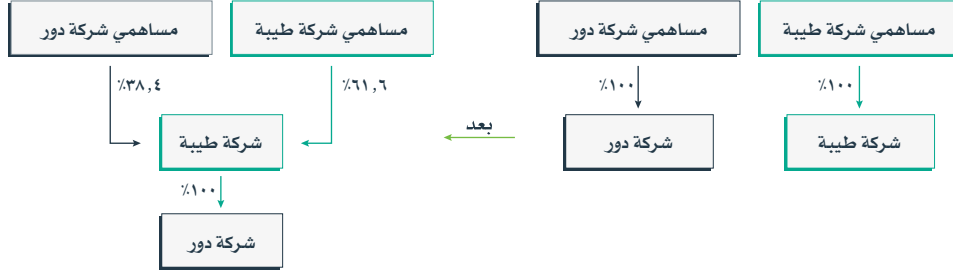 مساهمي شركة طيبة
مساهمي شركة دور
مساهمي شركة طيبة
مساهمي شركة دور
٪١٠٠
٪١٠٠
٪٦١,٦
٪٣٨,٤
شركة طيبة
شركة دور
بعد
شركة طيبة
٪١٠٠
شركة دور